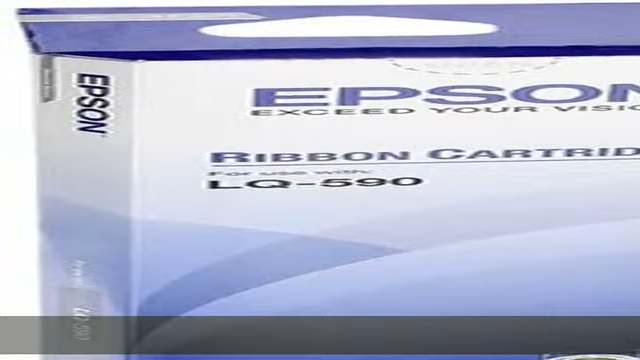 EPSON
EPSON
EXCEED YOUR VISIO
RIBBON CARTRID
For use with:
LQ-590